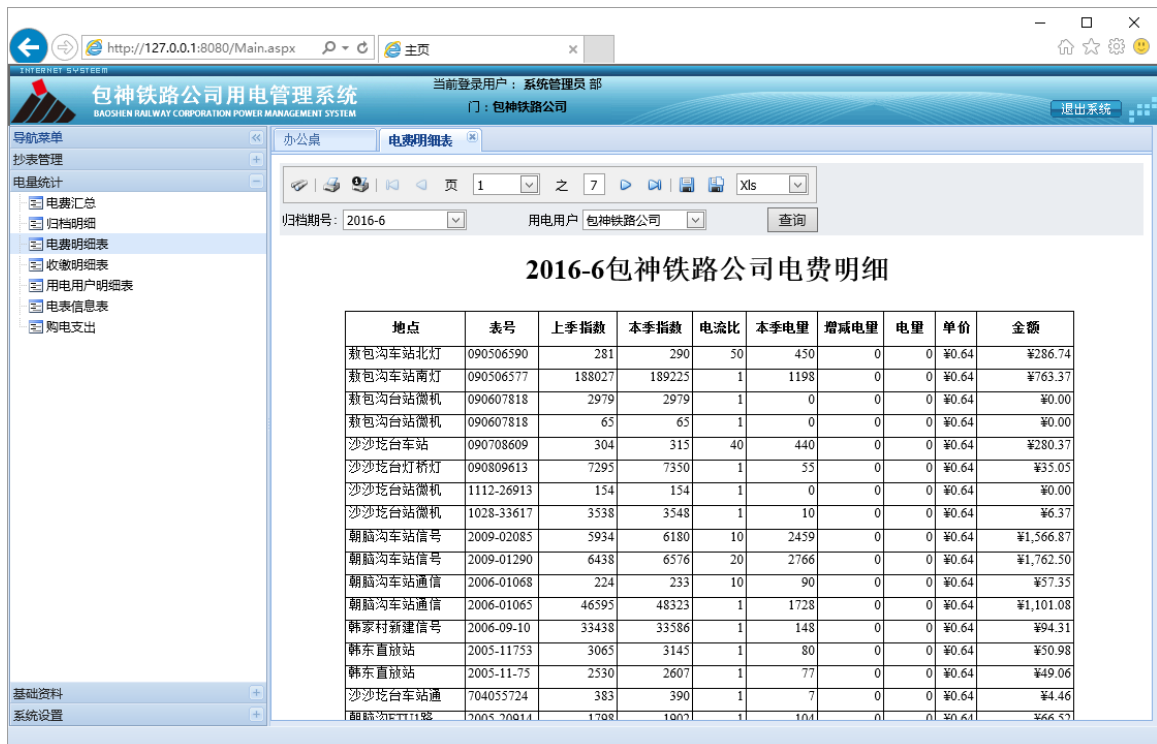 http://127.0.0.1:8080/Main.aspx 主页
INTERNET SYSTEEM
包神铁路公司用电管理系统
BAOSHEN RAILWAY CORPORATION POWER MANAGEMENT SYSTEM
当前登录用户： 系统管理员 部
门：包神铁路公司
退出系统
导航菜单
抄表管理
电量统计
电费汇总
归档明细
电费明细表
收缴明细表
用电用户明细表
电表信息表
购电支出
基础资料
系统设置
办公桌 电费明细表
页 1 之 7 Xls
归档期号: 2016-6 用电用户 包神铁路公司 查询
2016-6包神铁路公司电费明细
地点 表号 上季指数 本季指数 电流比 本季电量 增减电量 电量 单价 金额
敖包沟车站北灯 090506590 281 290 50 450 0 0 ¥0.64 ¥286.74
敖包沟车站南灯 090506577 188027 189225 1 1198 0 0 ¥0.64 ¥763.37
敖包沟台站微机 090607818 2979 2979 1 0 0 0 ¥0.64 ¥0.00
敖包沟台站微机 090607818 65 65 1 0 0 0 ¥0.64 ¥0.00
沙沙圪台车站 090708609 304 315 40 440 0 0 ¥0.64 ¥280.37
沙沙圪台灯桥灯 090809613 7295 7350 1 55 0 0 ¥0.64 ¥35.05
沙沙圪台站微机 1112-26913 154 154 1 0 0 0 ¥0.64 ¥0.00
沙沙圪台站微机 1028-33617 3538 3548 1 10 0 0 ¥0.64 ¥6.37
朝脑沟车站信号 2009-02085 5934 6180 10 2459 0 0 ¥0.64 ¥1,566.87
朝脑沟车站信号 2009-01290 6438 6576 20 2766 0 0 ¥0.64 ¥1,762.50
朝脑沟车站通信 2006-01068 224 233 10 90 0 0 ¥0.64 ¥57.35
朝脑沟车站通信 2006-01065 46595 48323 1 1728 0 0 ¥0.64 ¥1,101.08
韩家村新建信号 2006-09-10 33438 33586 1 148 0 0 ¥0.64 ¥94.31
韩东直放站 2005-11753 3065 3145 1 80 0 0 ¥0.64 ¥50.98
韩东直放站 2005-11-75 2530 2607 1 77 0 0 ¥0.64 ¥49.06
沙沙圪台车站通 704055724 383 390 1 7 0 0 ¥0.64 ¥4.46
朝脑沟FTU1路 2005-20914 1798 1902 1 104 0 0 ¥0.64 ¥66.52